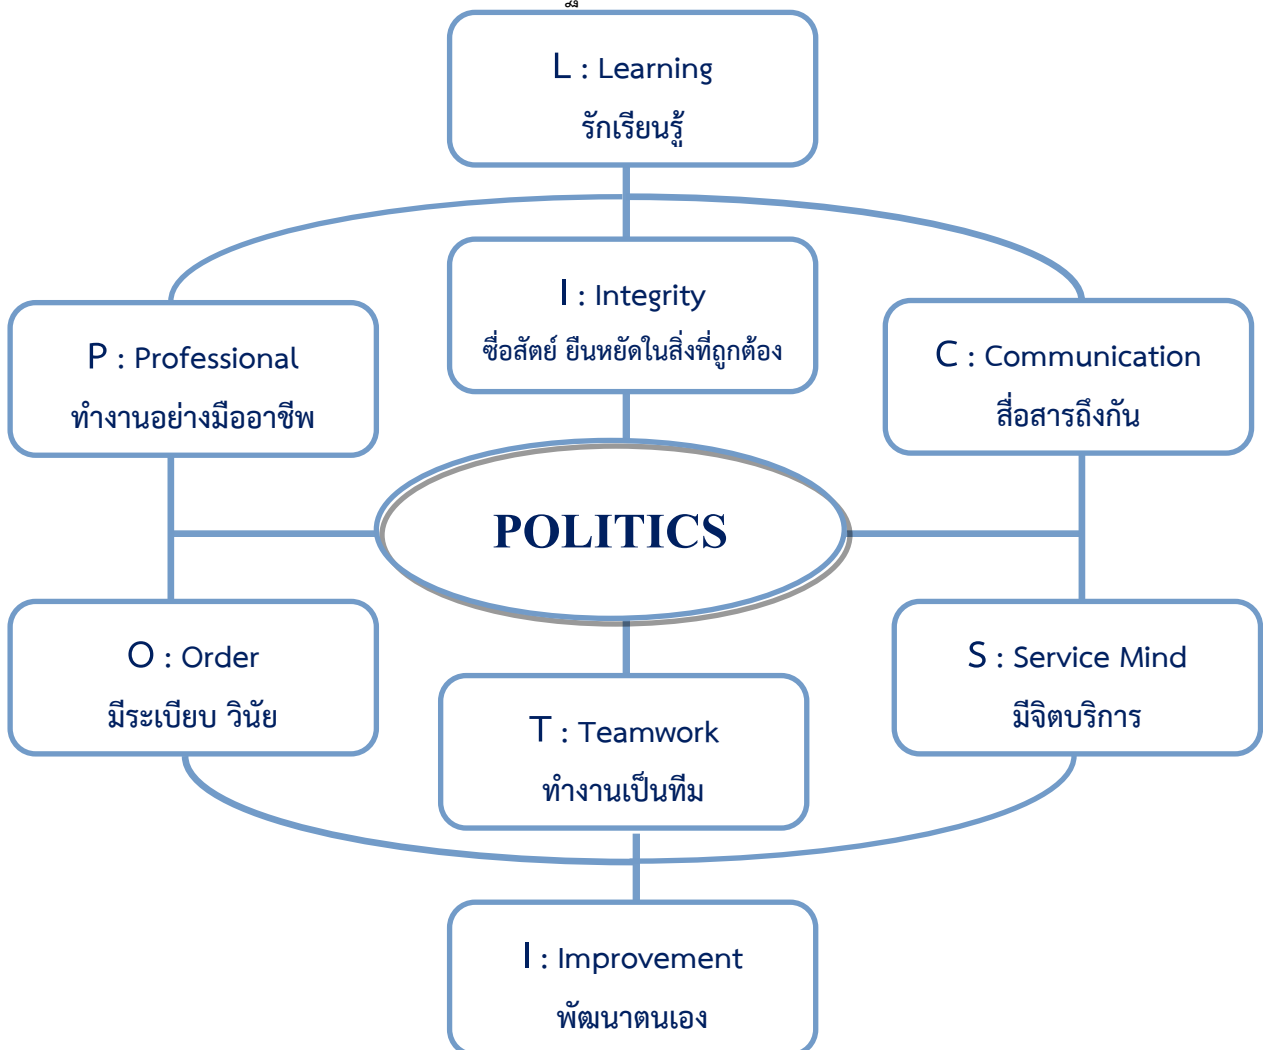 L : Learning
รักเรียนรู้
I : Integrity
ซื่อสัตย์ ยืนหยัดในสิ่งที่ถูกต้อง
P : Professional
ทำงานอย่างมืออาชีพ
C : Communication
สื่อสารถึงกัน
POLITICS
O : Order
มีระเบียบ วินัย
S : Service Mind
มีจิตบริการ
T : Teamwork
ทำงานเป็นทีม
I : Improvement
พัฒนาตนเอง